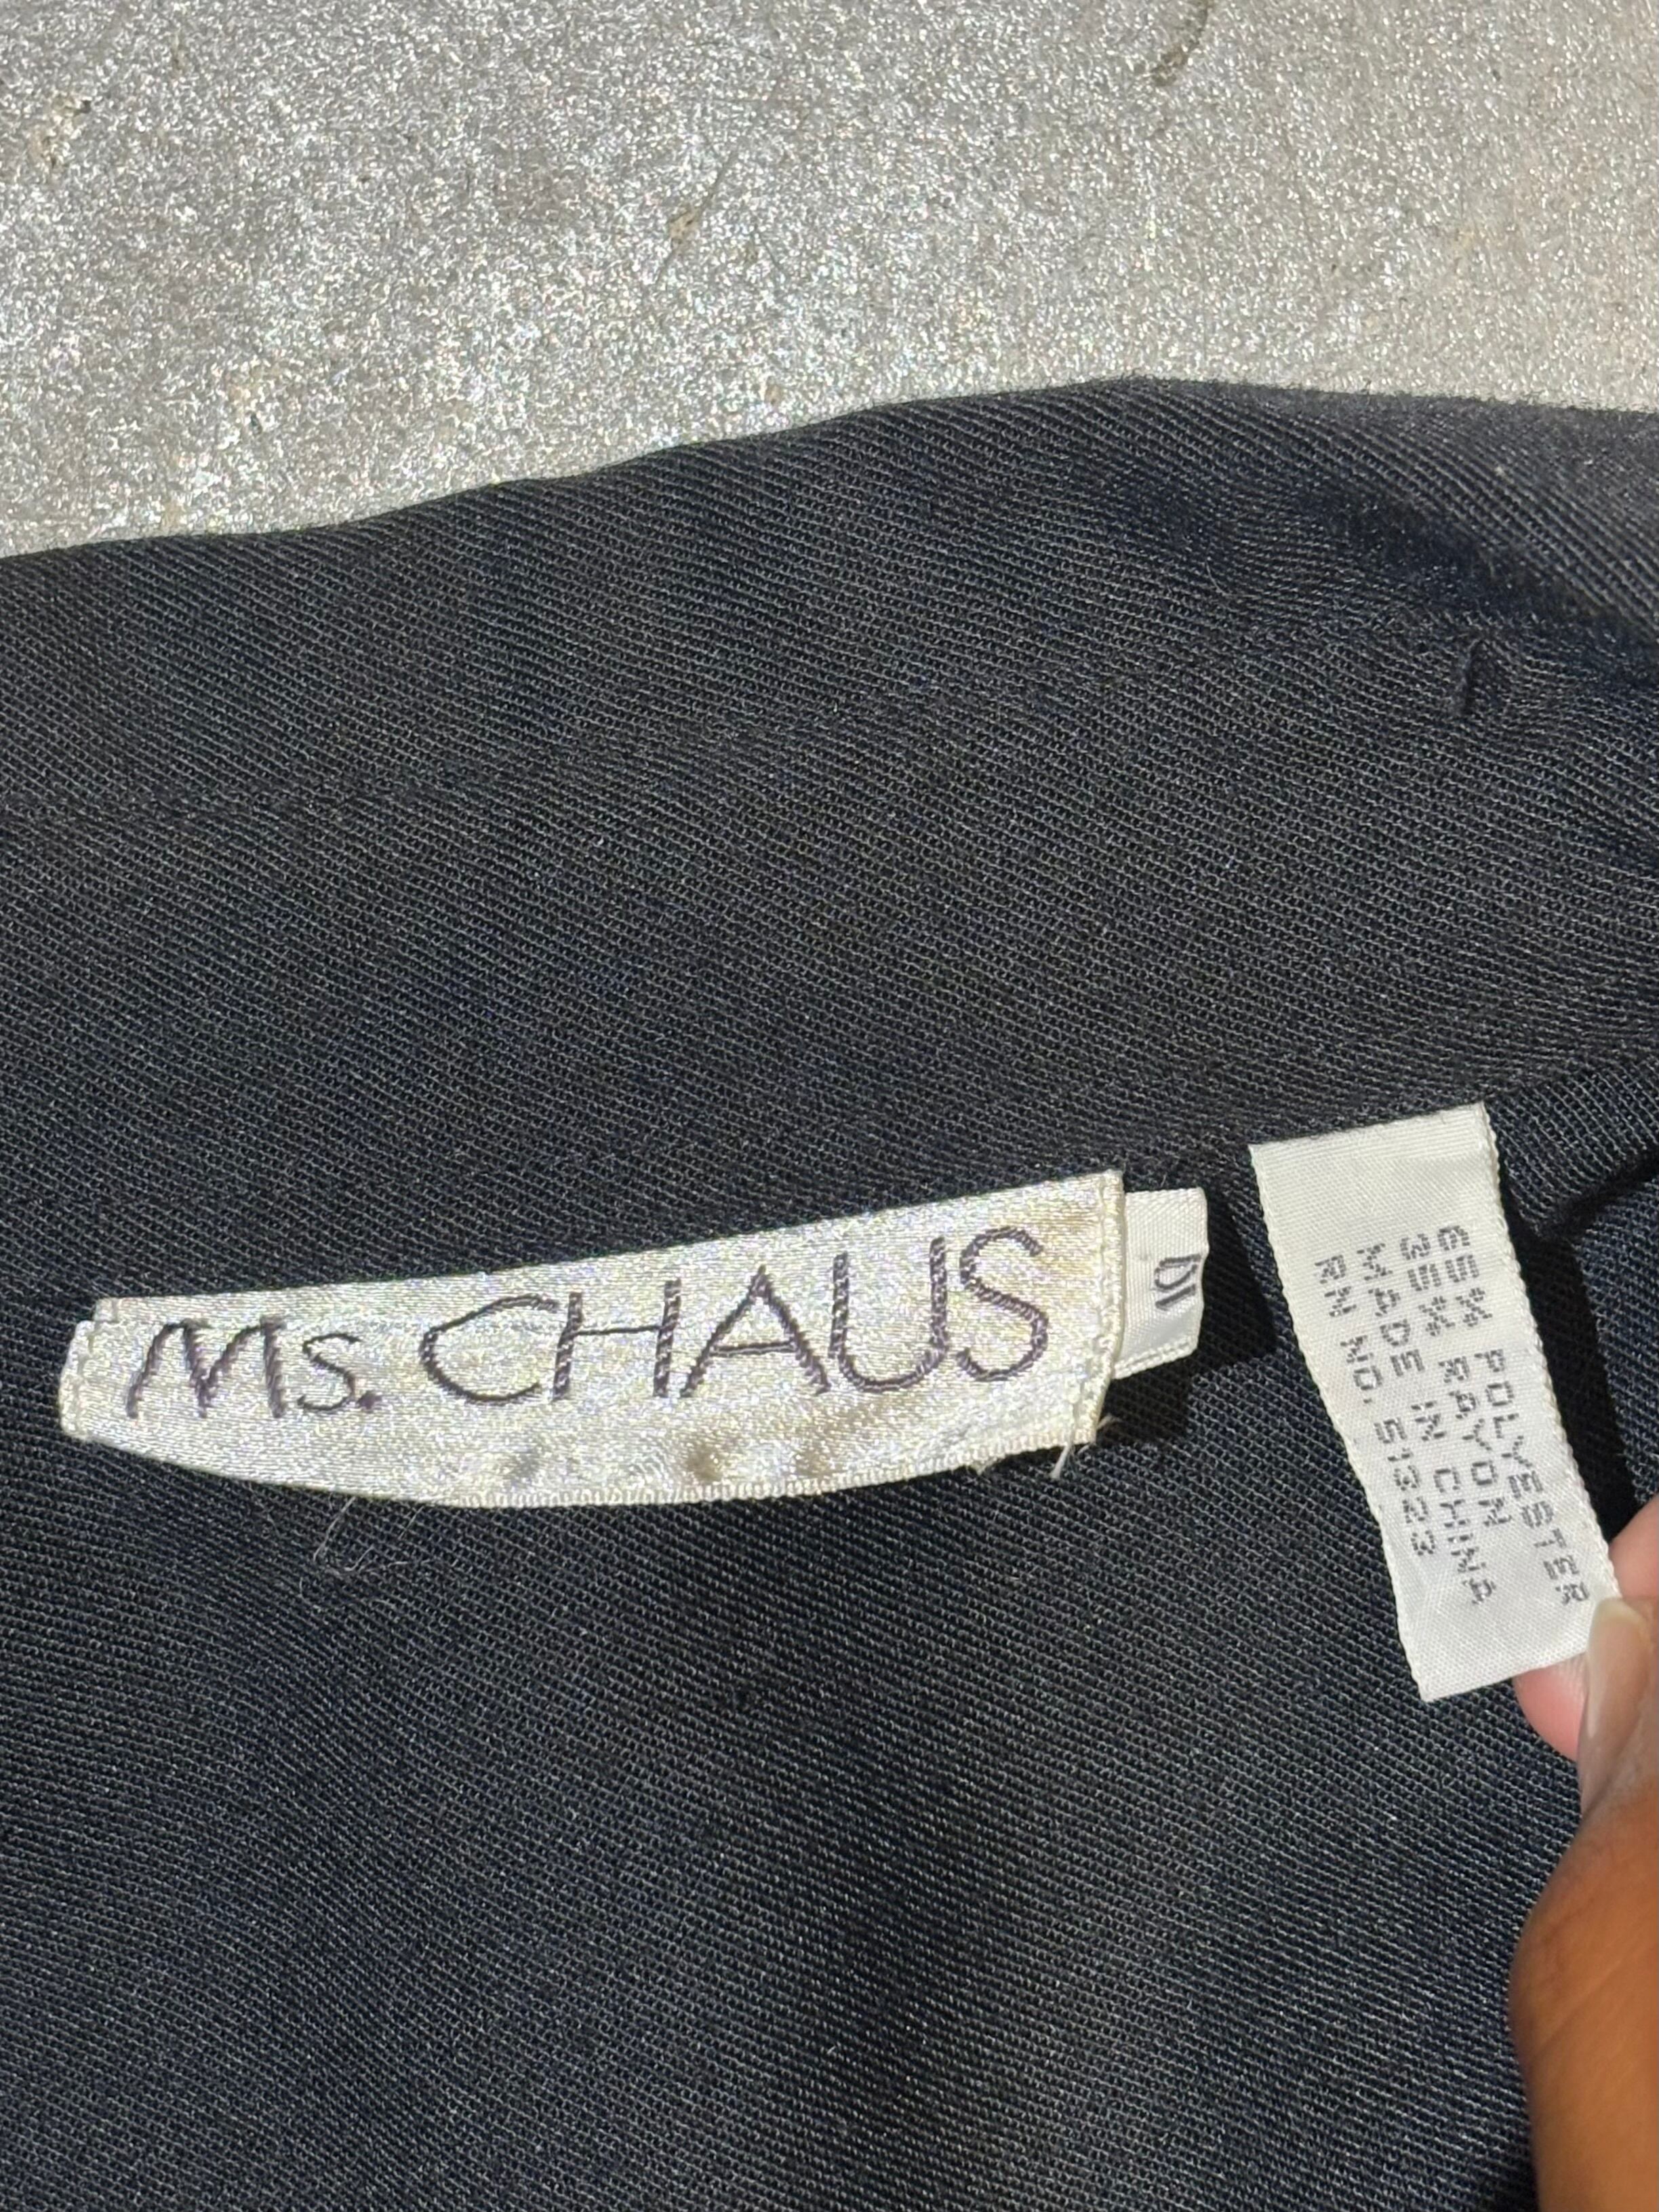 Ms. CHAUS
10
65% POLYESTER
35% RAYON
MADE IN CHINA
RN NO. 51323